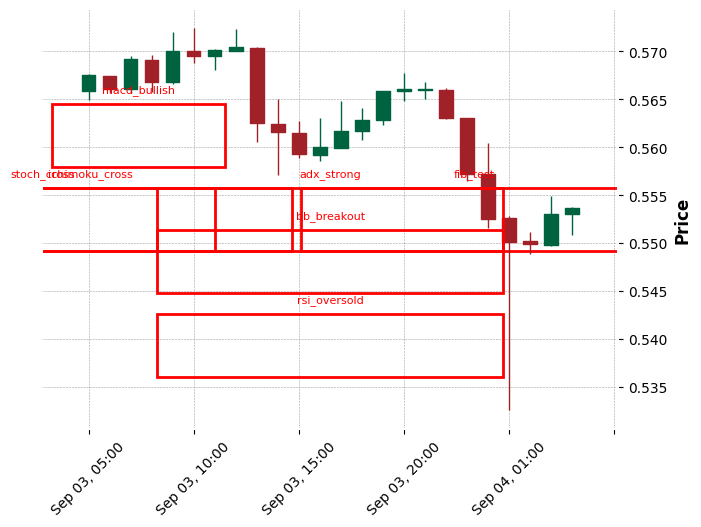 0.570
macd_bullish
0.565
0.560
stoch_cross
ichimoku_cross
adx_strong
fib_test
0.555
bb_breakout
0.550
0.545
rsi_oversold
0.540
0.535
Price
Sep 03, 05:00
Sep 03, 10:00
Sep 03, 15:00
Sep 03, 20:00
Sep 04, 01:00